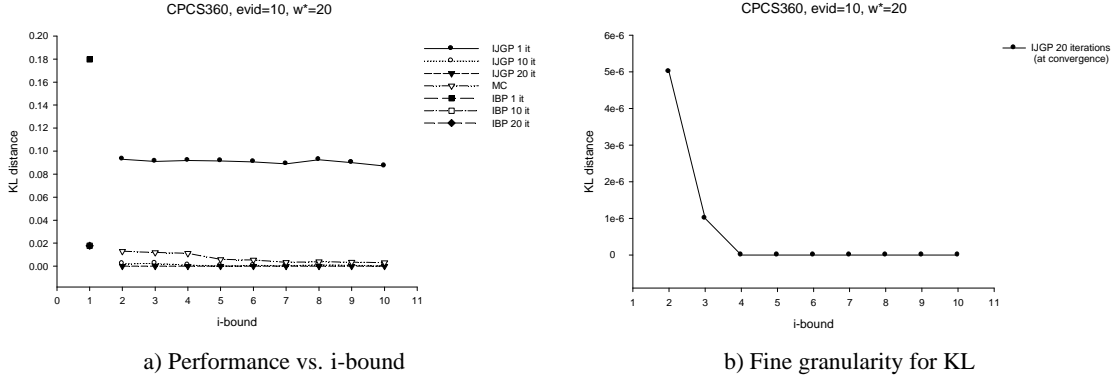 CPCS360, evid=10, w*=20
0.20
0.18
0.16
0.14
0.12
0.10
0.08
0.06
0.04
0.02
0.00
KL distance
0 1 2 3 4 5 6 7 8 9 10 11
i-bound
IJGP 1 it
IJGP 10 it
IJGP 20 it
MC
IBP 1 it
IBP 10 it
IBP 20 it
a) Performance vs. i-bound
CPCS360, evid=10, w*=20
6e-6
5e-6
4e-6
3e-6
2e-6
1e-6
0
KL distance
1 2 3 4 5 6 7 8 9 10 11
i-bound
IJGP 20 iterations
(at convergence)
b) Fine granularity for KL